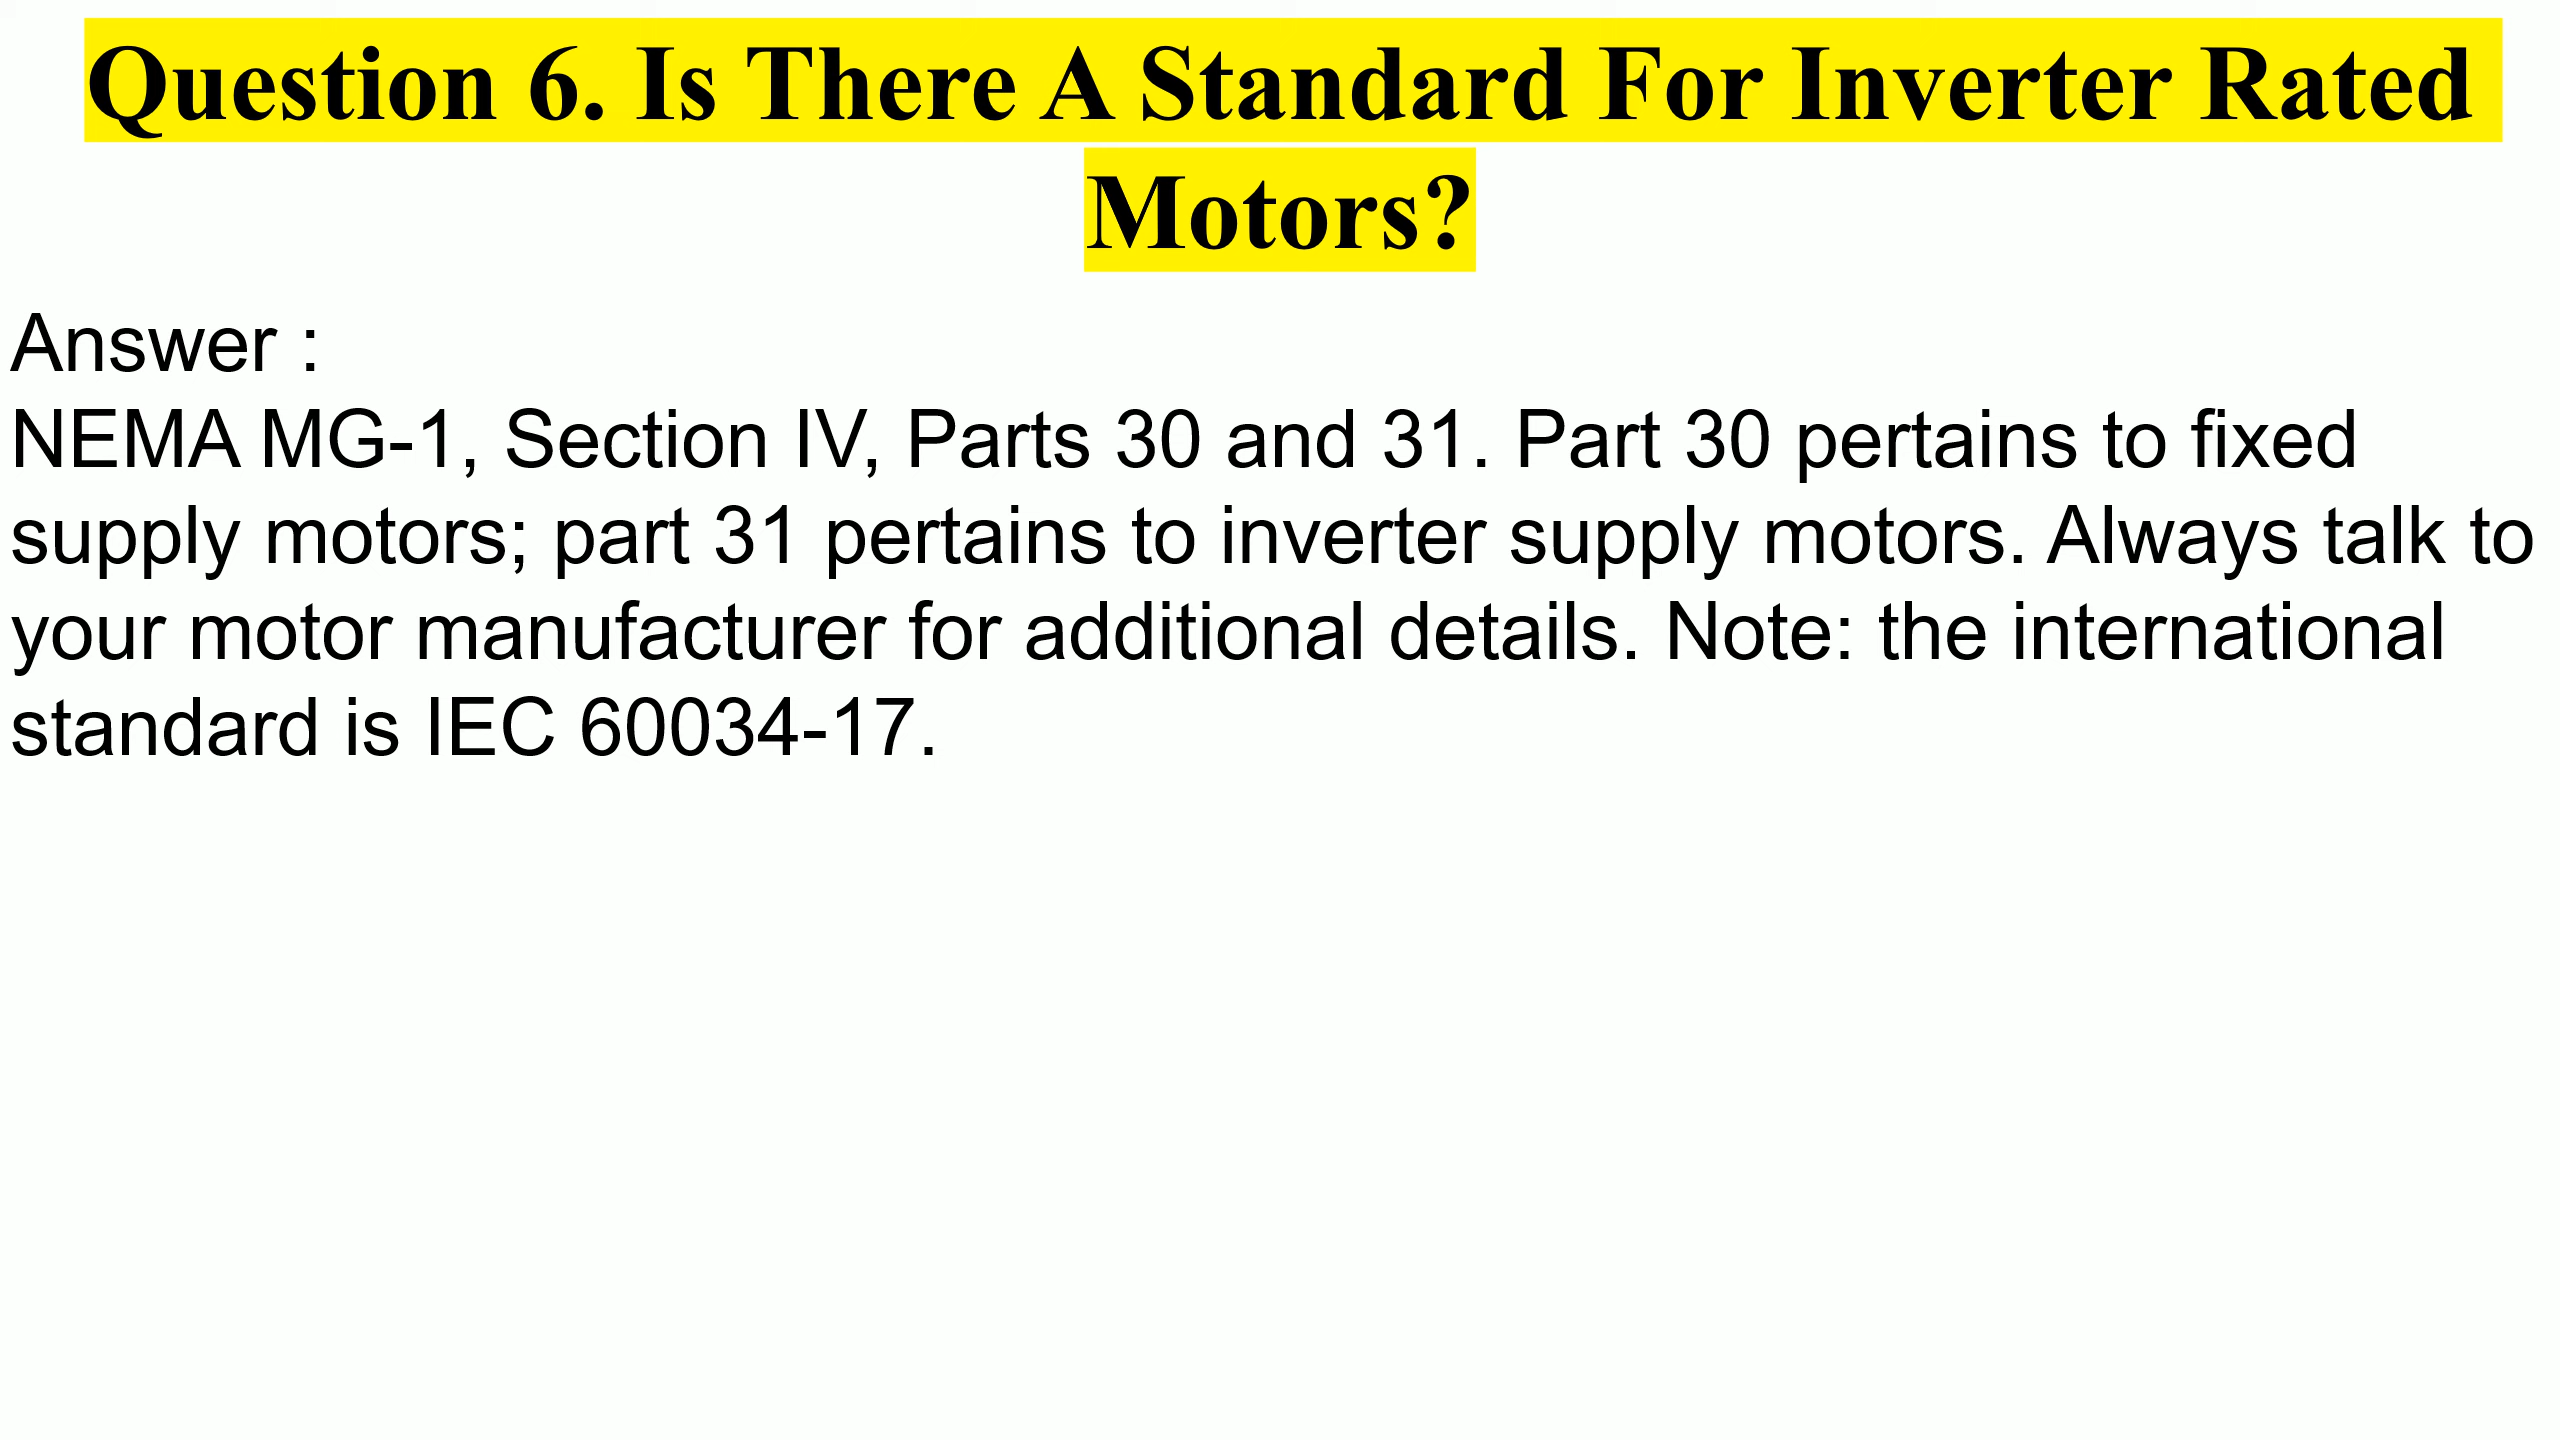 Question 6. Is There A Standard For Inverter Rated
Motors?
Answer :
NEMA MG-1, Section IV, Parts 30 and 31. Part 30 pertains to fixed
supply motors; part 31 pertains to inverter supply motors. Always talk to
your motor manufacturer for additional details. Note: the international
standard is IEC 60034-17.